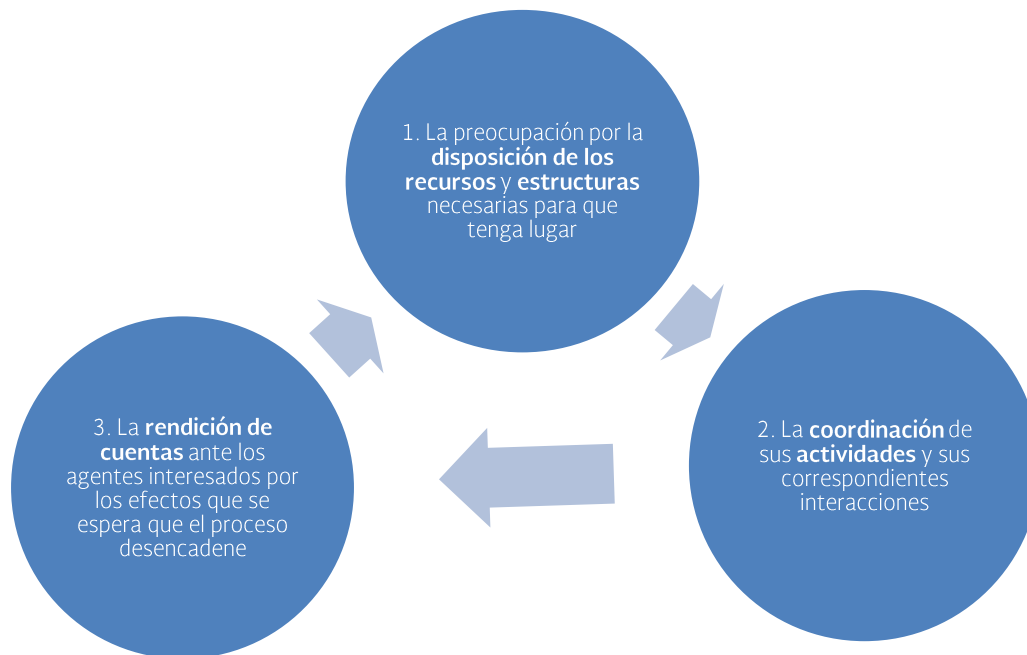 1. La preocupación por la
disposición de los
recursos y estructuras
necesarias para que
tenga lugar
2. La coordinación de
sus actividades y sus
correspondientes
interacciones
3. La rendición de
cuentas ante los
agentes interesados por
los efectos que se
espera que el proceso
desencadene